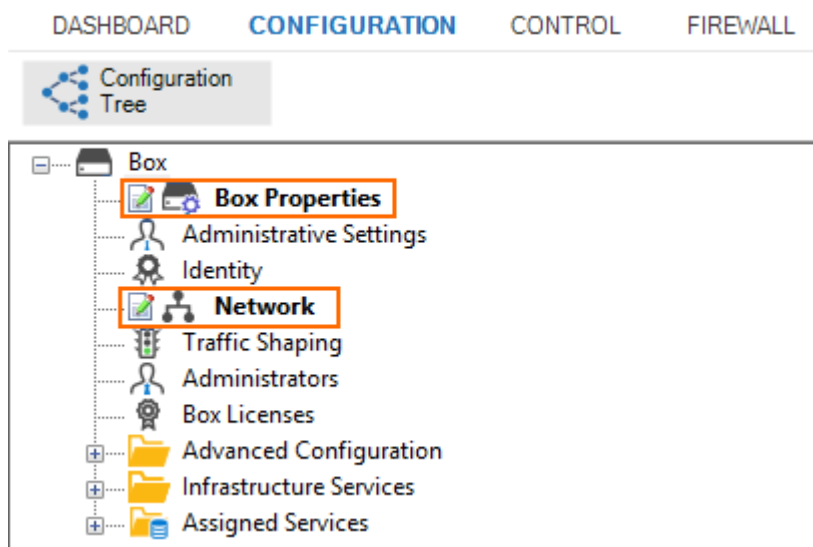 DASHBOARD CONFIGURATION CONTROL FIREWALL
Configuration
Tree
Box
Box Properties
Administrative Settings
Identity
Network
Traffic Shaping
Administrators
Box Licenses
Advanced Configuration
Infrastructure Services
Assigned Services